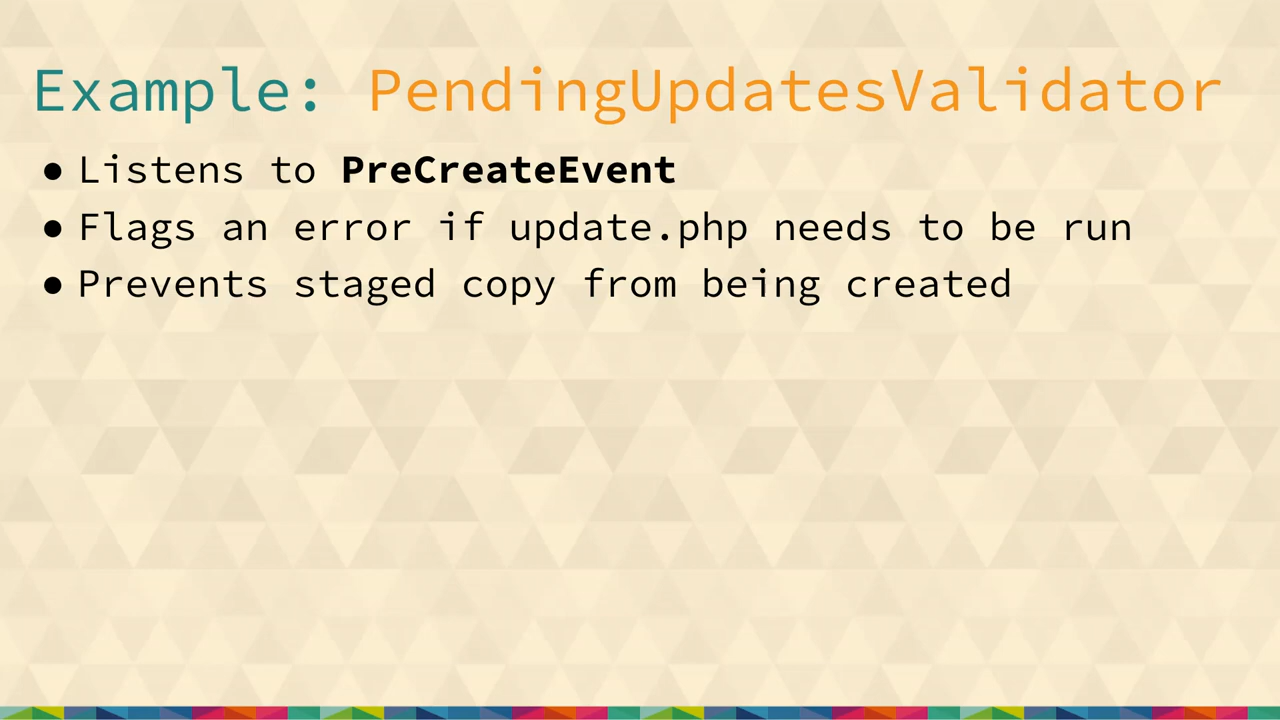 Example: PendingUpdatesValidator
● Listens to PreCreateEvent
● Flags an error if update.php needs to be run
● Prevents staged copy from being created